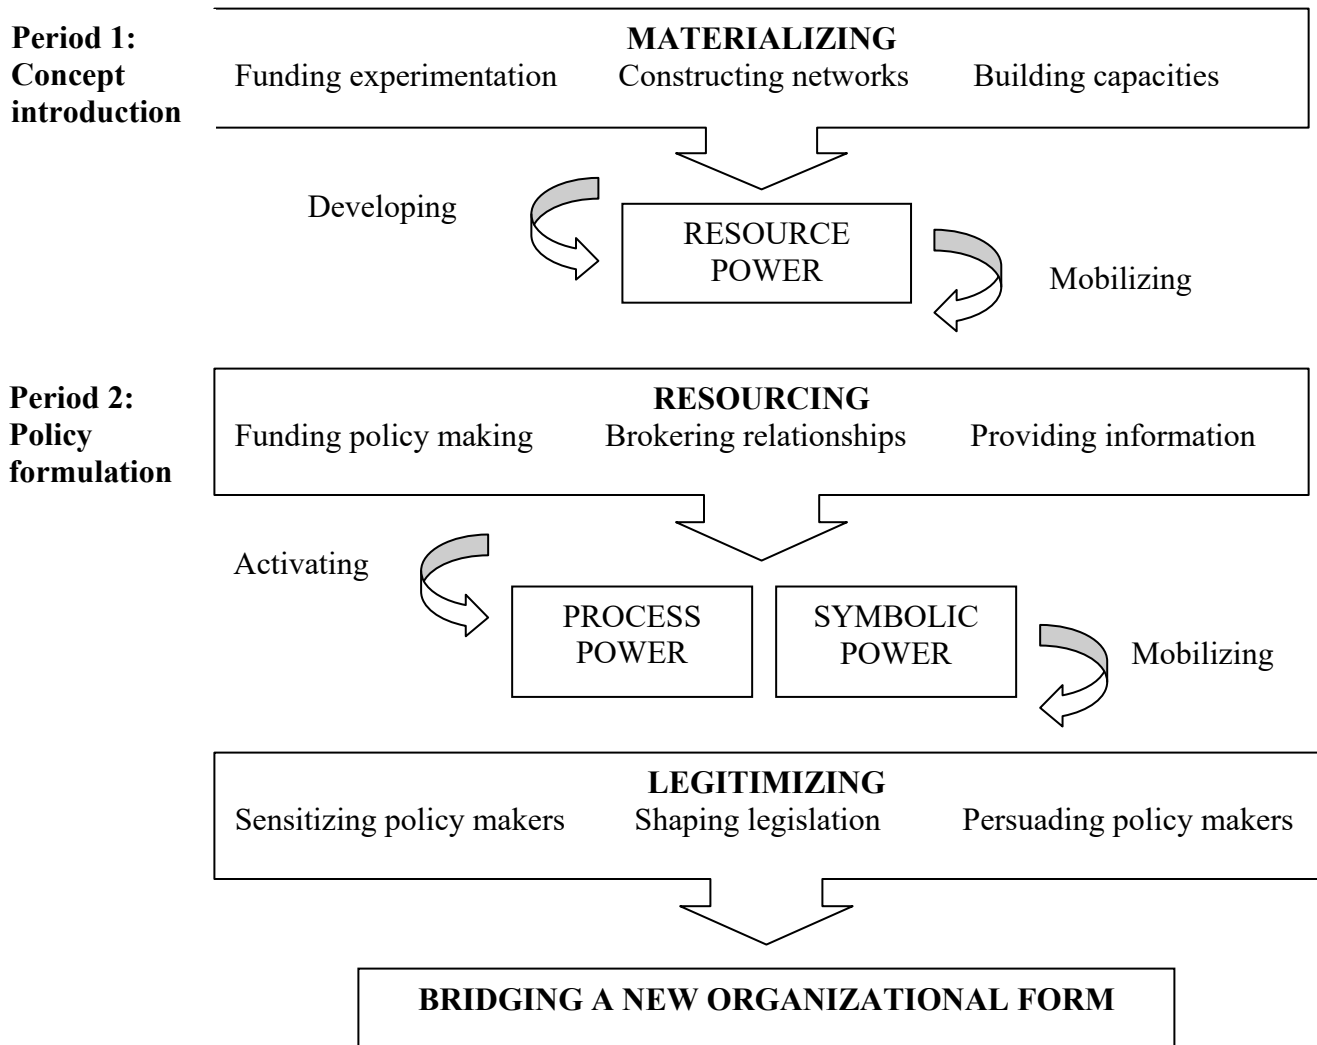 Period 1:
Concept
introduction
MATERIALIZING
Funding experimentation Constructing networks Building capacities
Developing
RESOURCE
POWER
Mobilizing
Period 2:
Policy
formulation
RESOURCING
Funding policy making Brokering relationships Providing information
Activating
PROCESS
POWER
SYMBOLIC
POWER
Mobilizing
LEGITIMIZING
Sensitizing policy makers Shaping legislation Persuading policy makers
BRIDGING A NEW ORGANIZATIONAL FORM